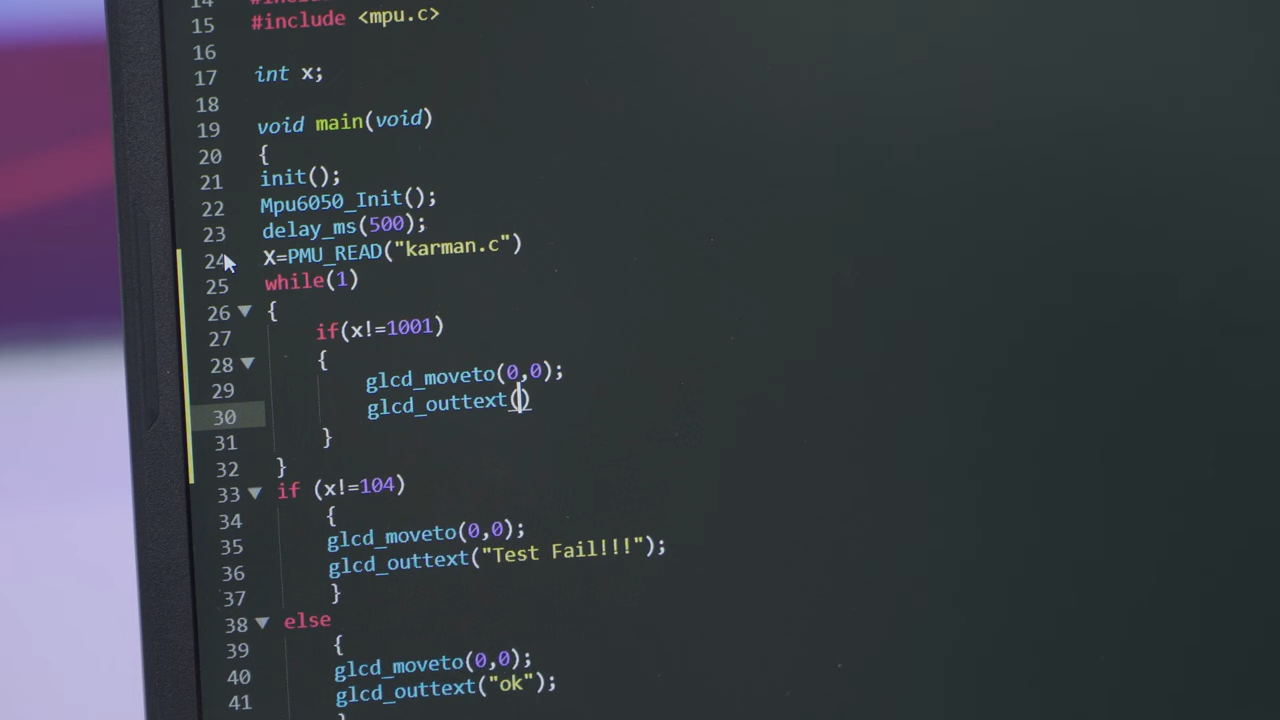 14 #include
15 #include <mpu.c>
16
17 int x;
18
19 void main(void)
20 {
21 init();
22 Mpu6050_Init();
23 delay_ms(500);
24 X=PMU_READ("karman.c")
25 while(1)
26 {
27 if(x!=1001)
28 {
29 glcd_moveto(0,0);
30 glcd_outtext()
31 }
32 }
33 if (x!=104)
34 {
35 glcd_moveto(0,0);
36 glcd_outtext("Test Fail!!!");
37 }
38 else
39 {
40 glcd_moveto(0,0);
41 glcd_outtext("ok");
}